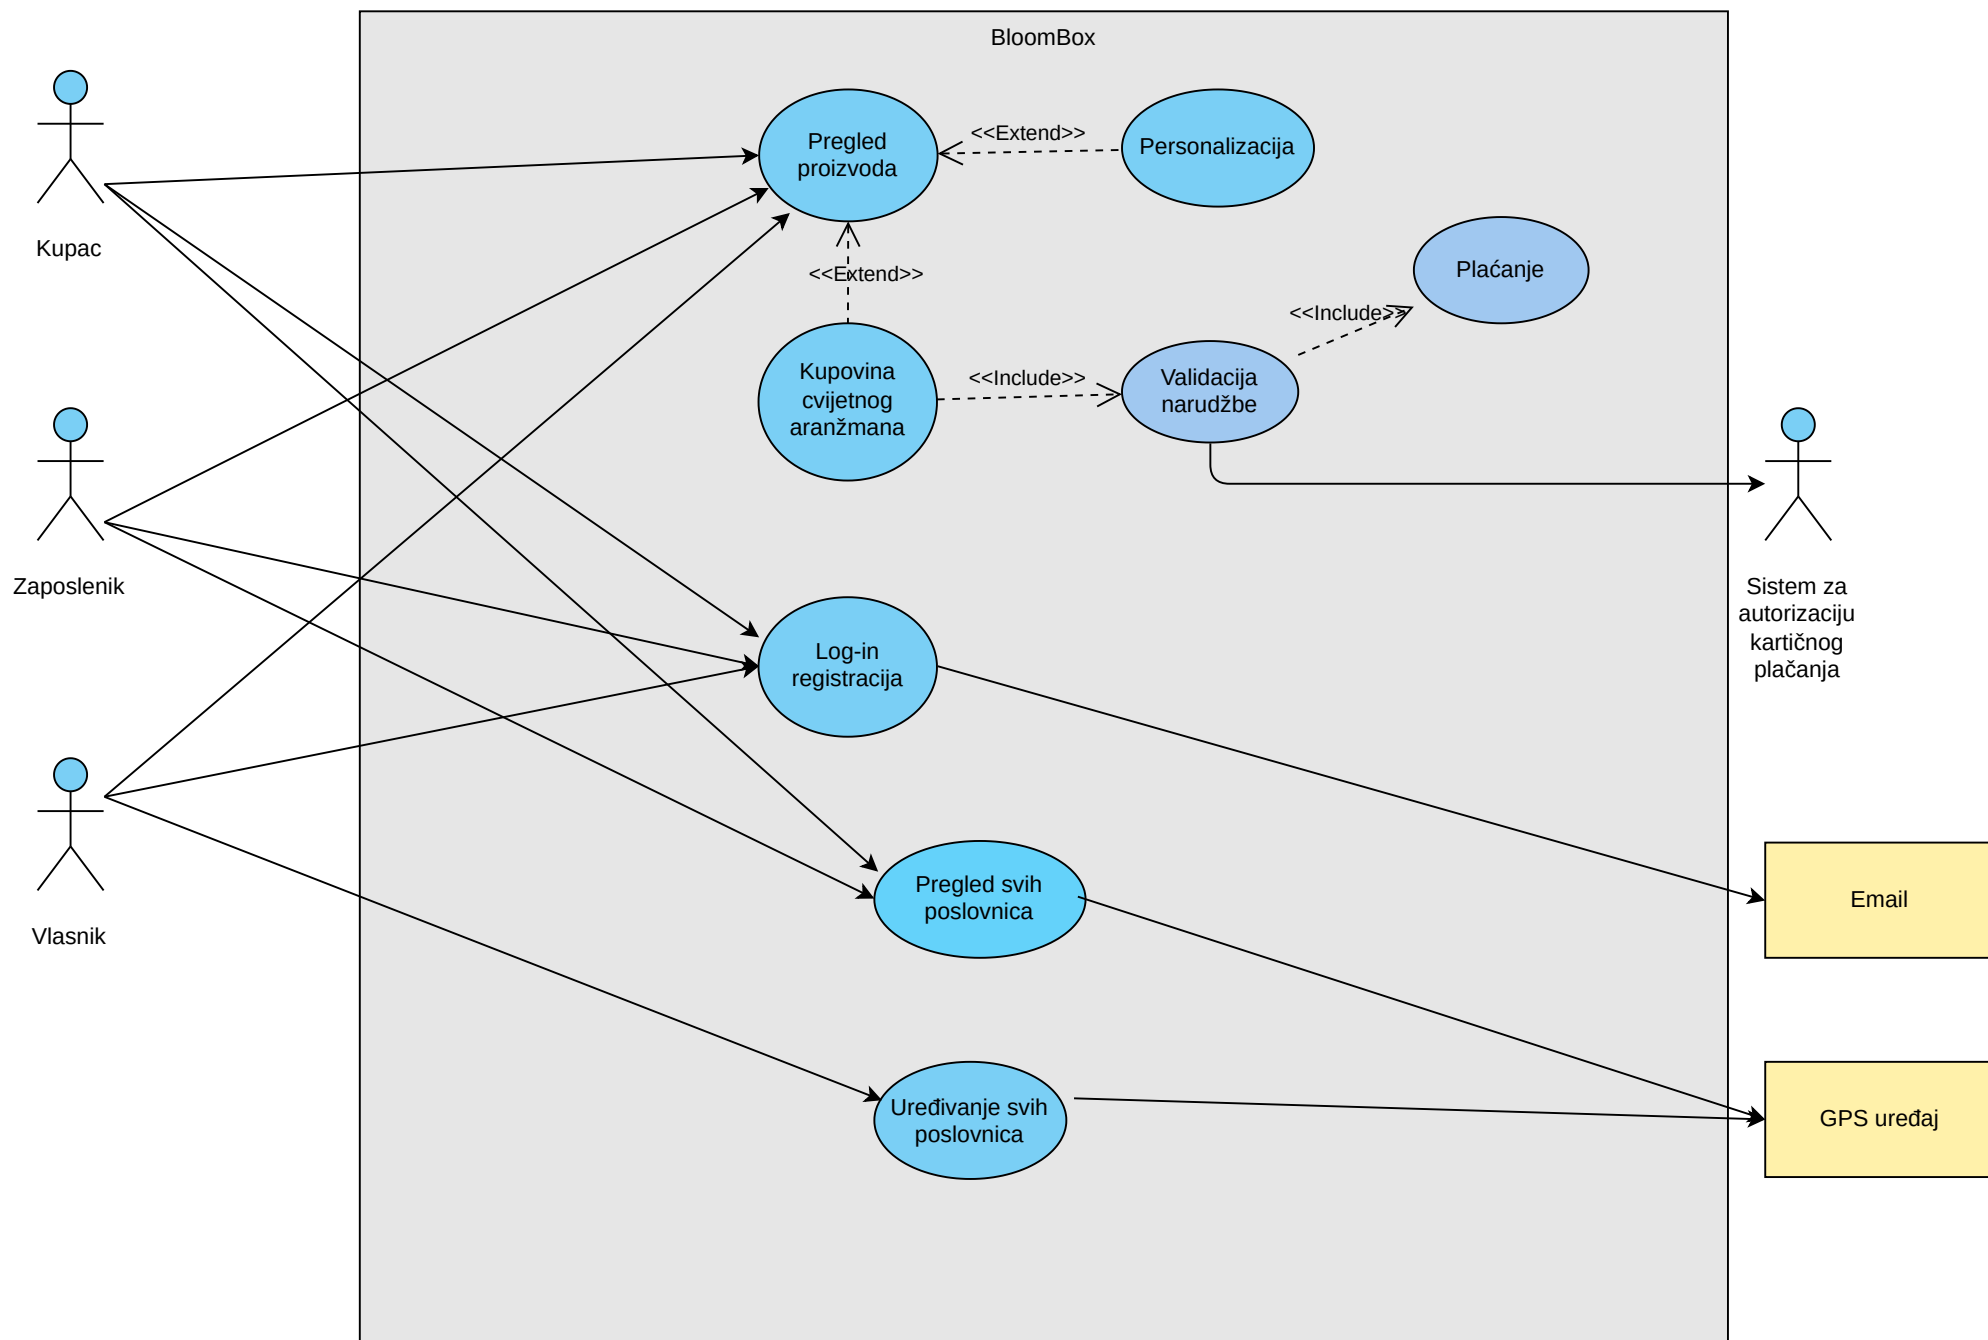 BloomBox
Kupac
Pregled
proizvoda
<<Extend>>
Personalizacija
<<Extend>>
Plaćanje
<<Include>>
Kupovina
cvijetnog
aranžmana
<<Include>>
Validacija
narudžbe
Zaposlenik
Sistem za
autorizaciju
kartičnog
plačanja
Log-in
registracija
Vlasnik
Pregled svih
poslovnica
Email
Uređivanje svih
poslovnica
GPS uređaj